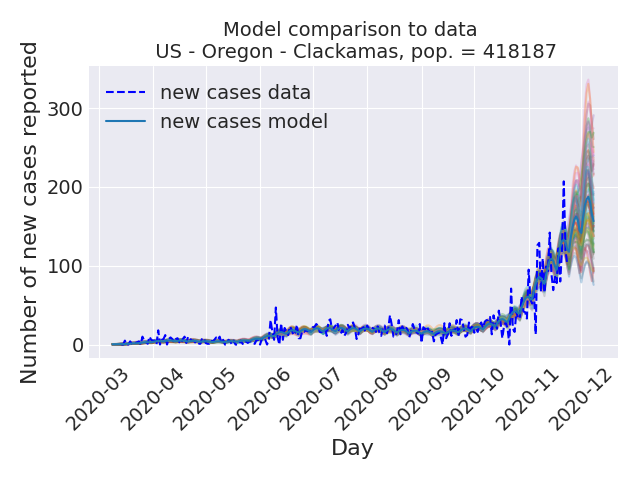 Model comparison to data
US - Oregon - Clackamas, pop. = 418187
Number of new cases reported
300
200
100
0
new cases data
new cases model
2020-03
2020-04
2020-05
2020-06
2020-07
2020-08
2020-09
2020-10
2020-11
2020-12
Day